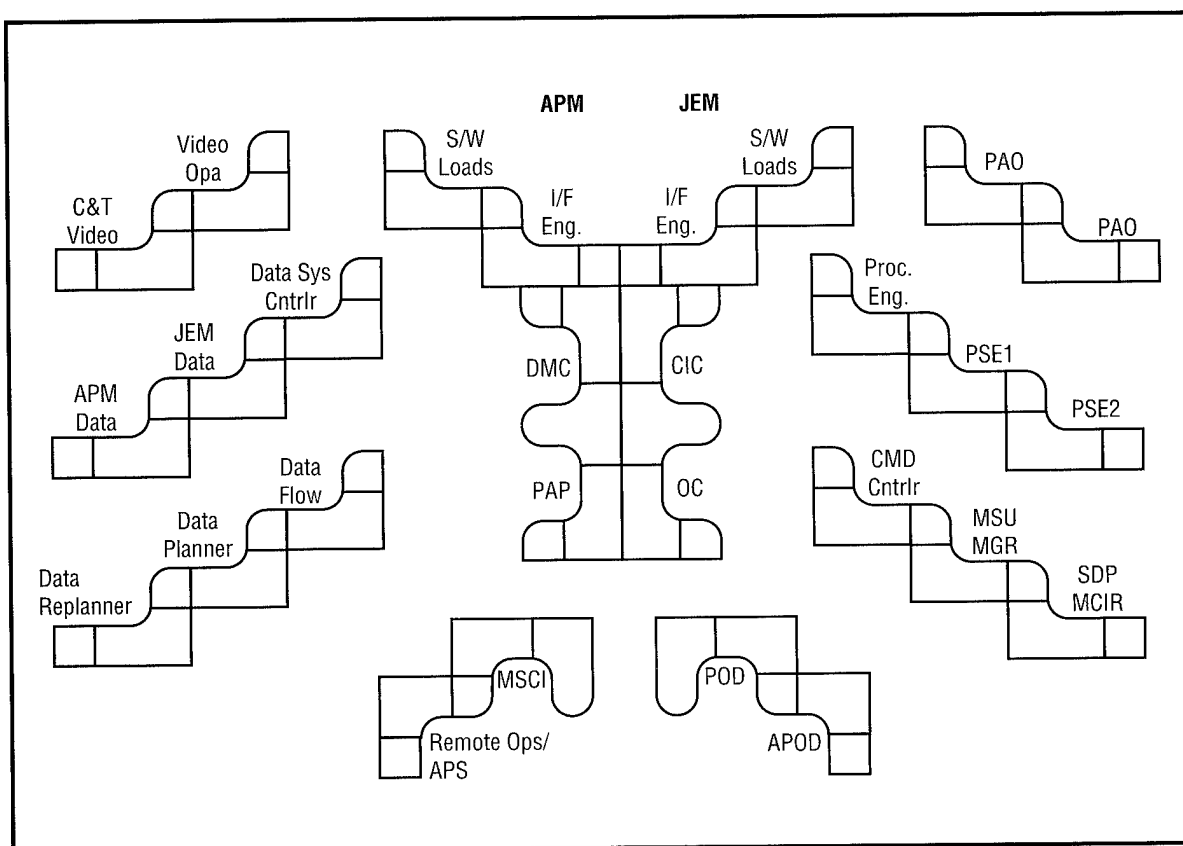 APM
JEM
Video
Opa
C&T
Video
S/W
Loads
I/F
Eng.
S/W
Loads
I/F
Eng.
PAO
PAO
Data Sys
Cntrlr
JEM
Data
APM
Data
DMC
CIC
PAP
OC
Proc.
Eng.
PSE1
PSE2
Data
Flow
Data
Planner
Data
Replanner
CMD
Cntrlr
MSU
MGR
SDP
MCIR
MSCI
Remote Ops/
APS
POD
APOD